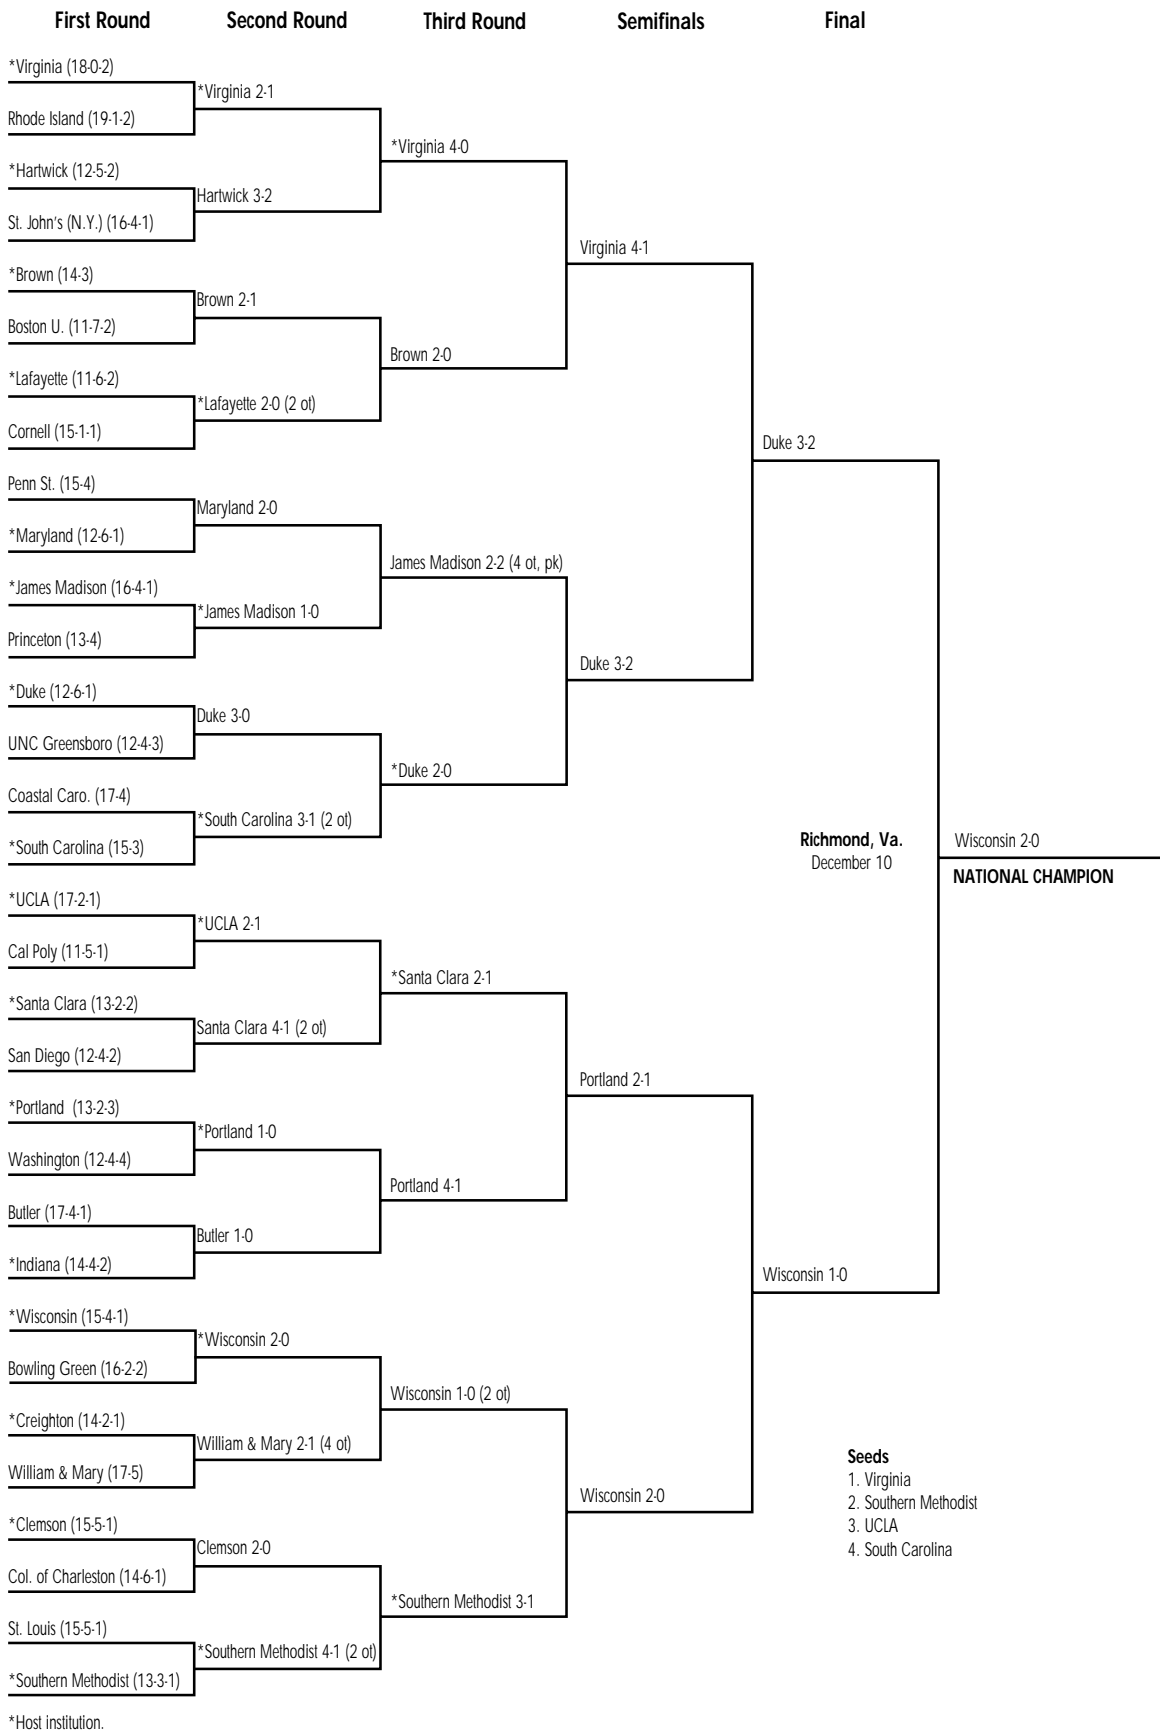 First Round Second Round Third Round Semifinals Final
*Virginia (18-0-2)
*Virginia 2-1
Rhode Island (19-1-2)
*Virginia 4-0
*Hartwick (12-5-2)
Hartwick 3-2
St. John's (N.Y.) (16-4-1)
Virginia 4-1
*Brown (14-3)
Brown 2-1
Boston U. (11-7-2)
Brown 2-0
*Lafayette (11-6-2)
*Lafayette 2-0 (2 ot)
Cornell (15-1-1)
Duke 3-2
Penn St. (15-4)
Maryland 2-0
*Maryland (12-6-1)
James Madison 2-2 (4 ot, pk)
*James Madison (16-4-1)
*James Madison 1-0
Princeton (13-4)
Duke 3-2
*Duke (12-6-1)
Duke 3-0
UNC Greensboro (12-4-3)
*Duke 2-0
Coastal Caro. (17-4)
*South Carolina 3-1 (2 ot)
*South Carolina (15-3)
Richmond, Va.
December 10
Wisconsin 2-0
NATIONAL CHAMPION
*UCLA (17-2-1)
*UCLA 2-1
Cal Poly (11-5-1)
*Santa Clara 2-1
*Santa Clara (13-2-2)
Santa Clara 4-1 (2 ot)
San Diego (12-4-2)
Portland 2-1
*Portland (13-2-3)
*Portland 1-0
Washington (12-4-4)
Portland 4-1
Butler (17-4-1)
Butler 1-0
*Indiana (14-4-2)
Wisconsin 1-0
*Wisconsin (15-4-1)
*Wisconsin 2-0
Bowling Green (16-2-2)
Wisconsin 1-0 (2 ot)
*Creighton (14-2-1)
William & Mary 2-1 (4 ot)
William & Mary (17-5)
Wisconsin 2-0
*Clemson (15-5-1)
Clemson 2-0
Col. of Charleston (14-6-1)
*Southern Methodist 3-1
St. Louis (15-5-1)
*Southern Methodist 4-1 (2 ot)
*Southern Methodist (13-3-1)
Seeds
1. Virginia
2. Southern Methodist
3. UCLA
4. South Carolina
*Host institution.